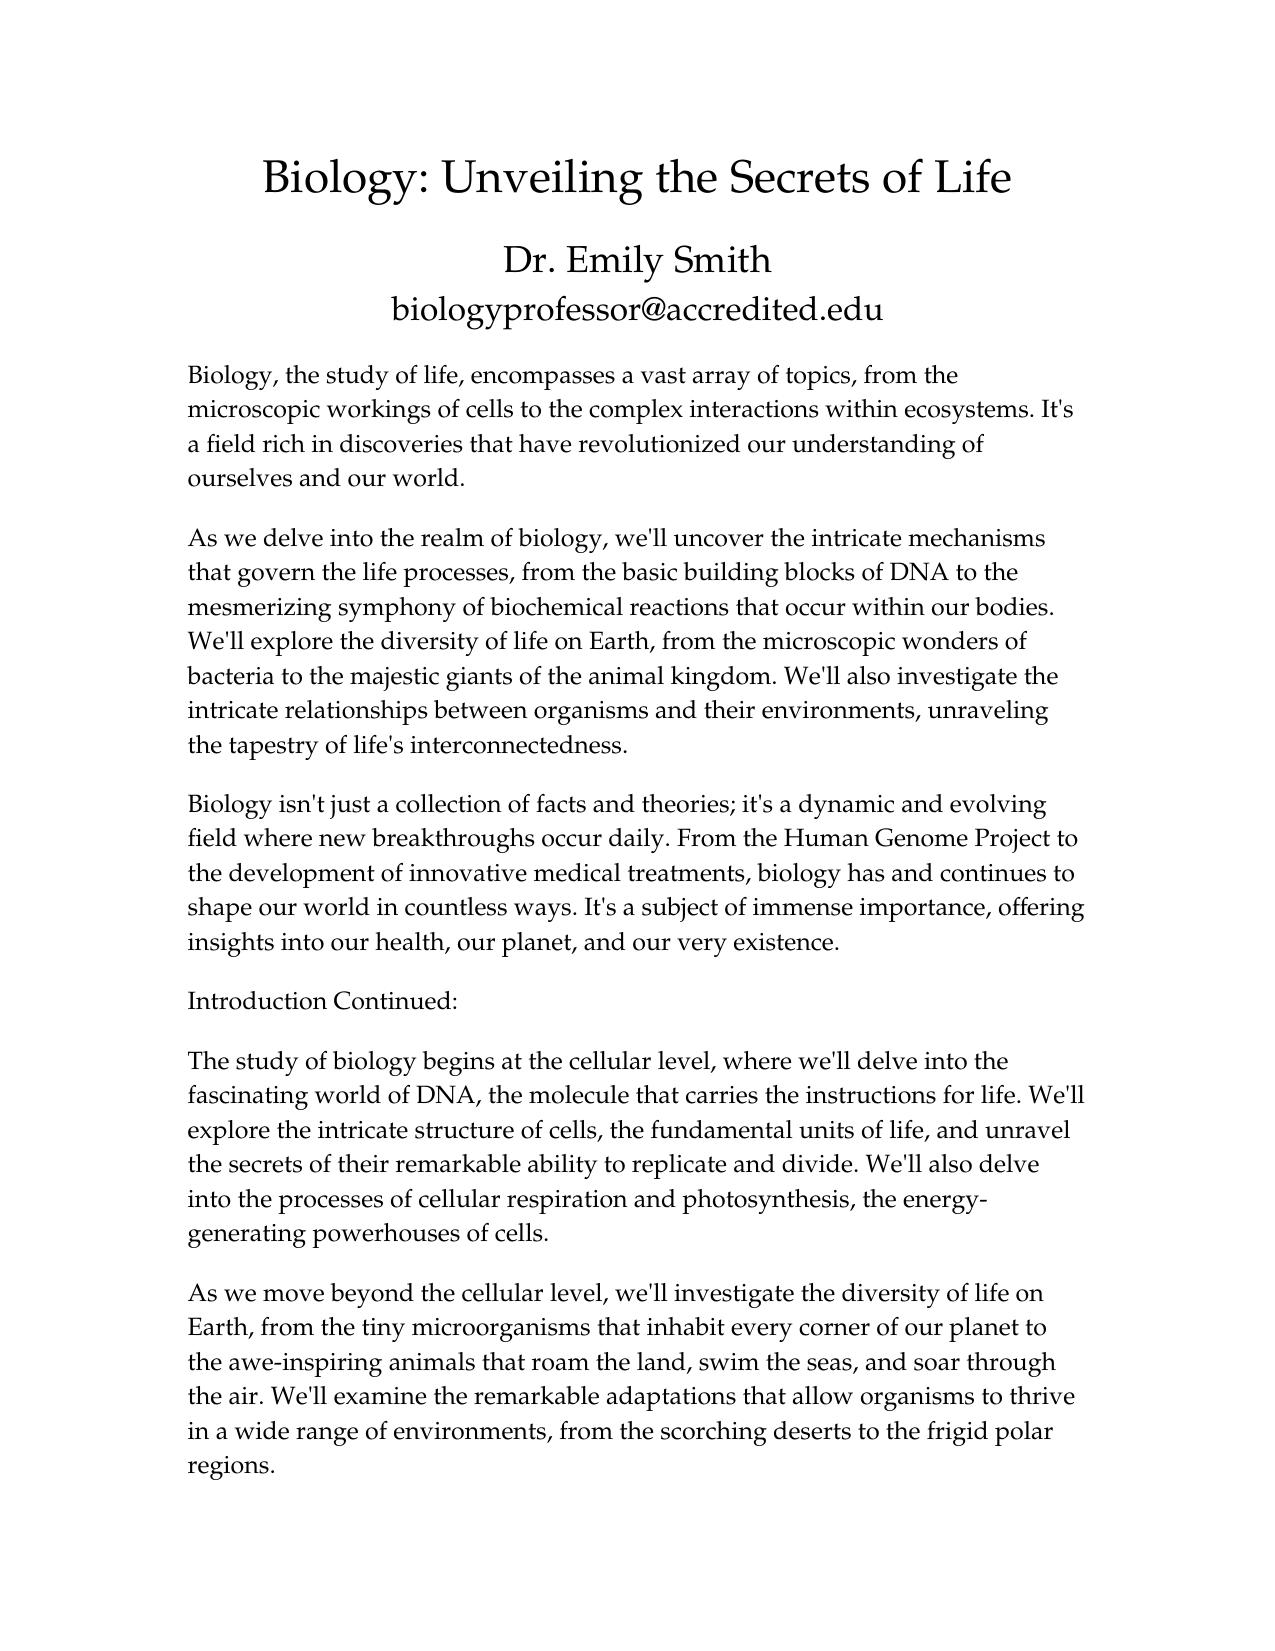 Biology: Unveiling the Secrets of Life
Dr. Emily Smith
biologyprofessor@accredited.edu
Biology, the study of life, encompasses a vast array of topics, from the
microscopic workings of cells to the complex interactions within ecosystems. It's
a field rich in discoveries that have revolutionized our understanding of
ourselves and our world.
As we delve into the realm of biology, we'll uncover the intricate mechanisms
that govern the life processes, from the basic building blocks of DNA to the
mesmerizing symphony of biochemical reactions that occur within our bodies.
We'll explore the diversity of life on Earth, from the microscopic wonders of
bacteria to the majestic giants of the animal kingdom. We'll also investigate the
intricate relationships between organisms and their environments, unraveling
the tapestry of life's interconnectedness.
Biology isn't just a collection of facts and theories; it's a dynamic and evolving
field where new breakthroughs occur daily. From the Human Genome Project to
the development of innovative medical treatments, biology has and continues to
shape our world in countless ways. It's a subject of immense importance, offering
insights into our health, our planet, and our very existence.
Introduction Continued:
The study of biology begins at the cellular level, where we'll delve into the
fascinating world of DNA, the molecule that carries the instructions for life. We'll
explore the intricate structure of cells, the fundamental units of life, and unravel
the secrets of their remarkable ability to replicate and divide. We'll also delve
into the processes of cellular respiration and photosynthesis, the energy-
generating powerhouses of cells.
As we move beyond the cellular level, we'll investigate the diversity of life on
Earth, from the tiny microorganisms that inhabit every corner of our planet to
the awe-inspiring animals that roam the land, swim the seas, and soar through
the air. We'll examine the remarkable adaptations that allow organisms to thrive
in a wide range of environments, from the scorching deserts to the frigid polar
regions.